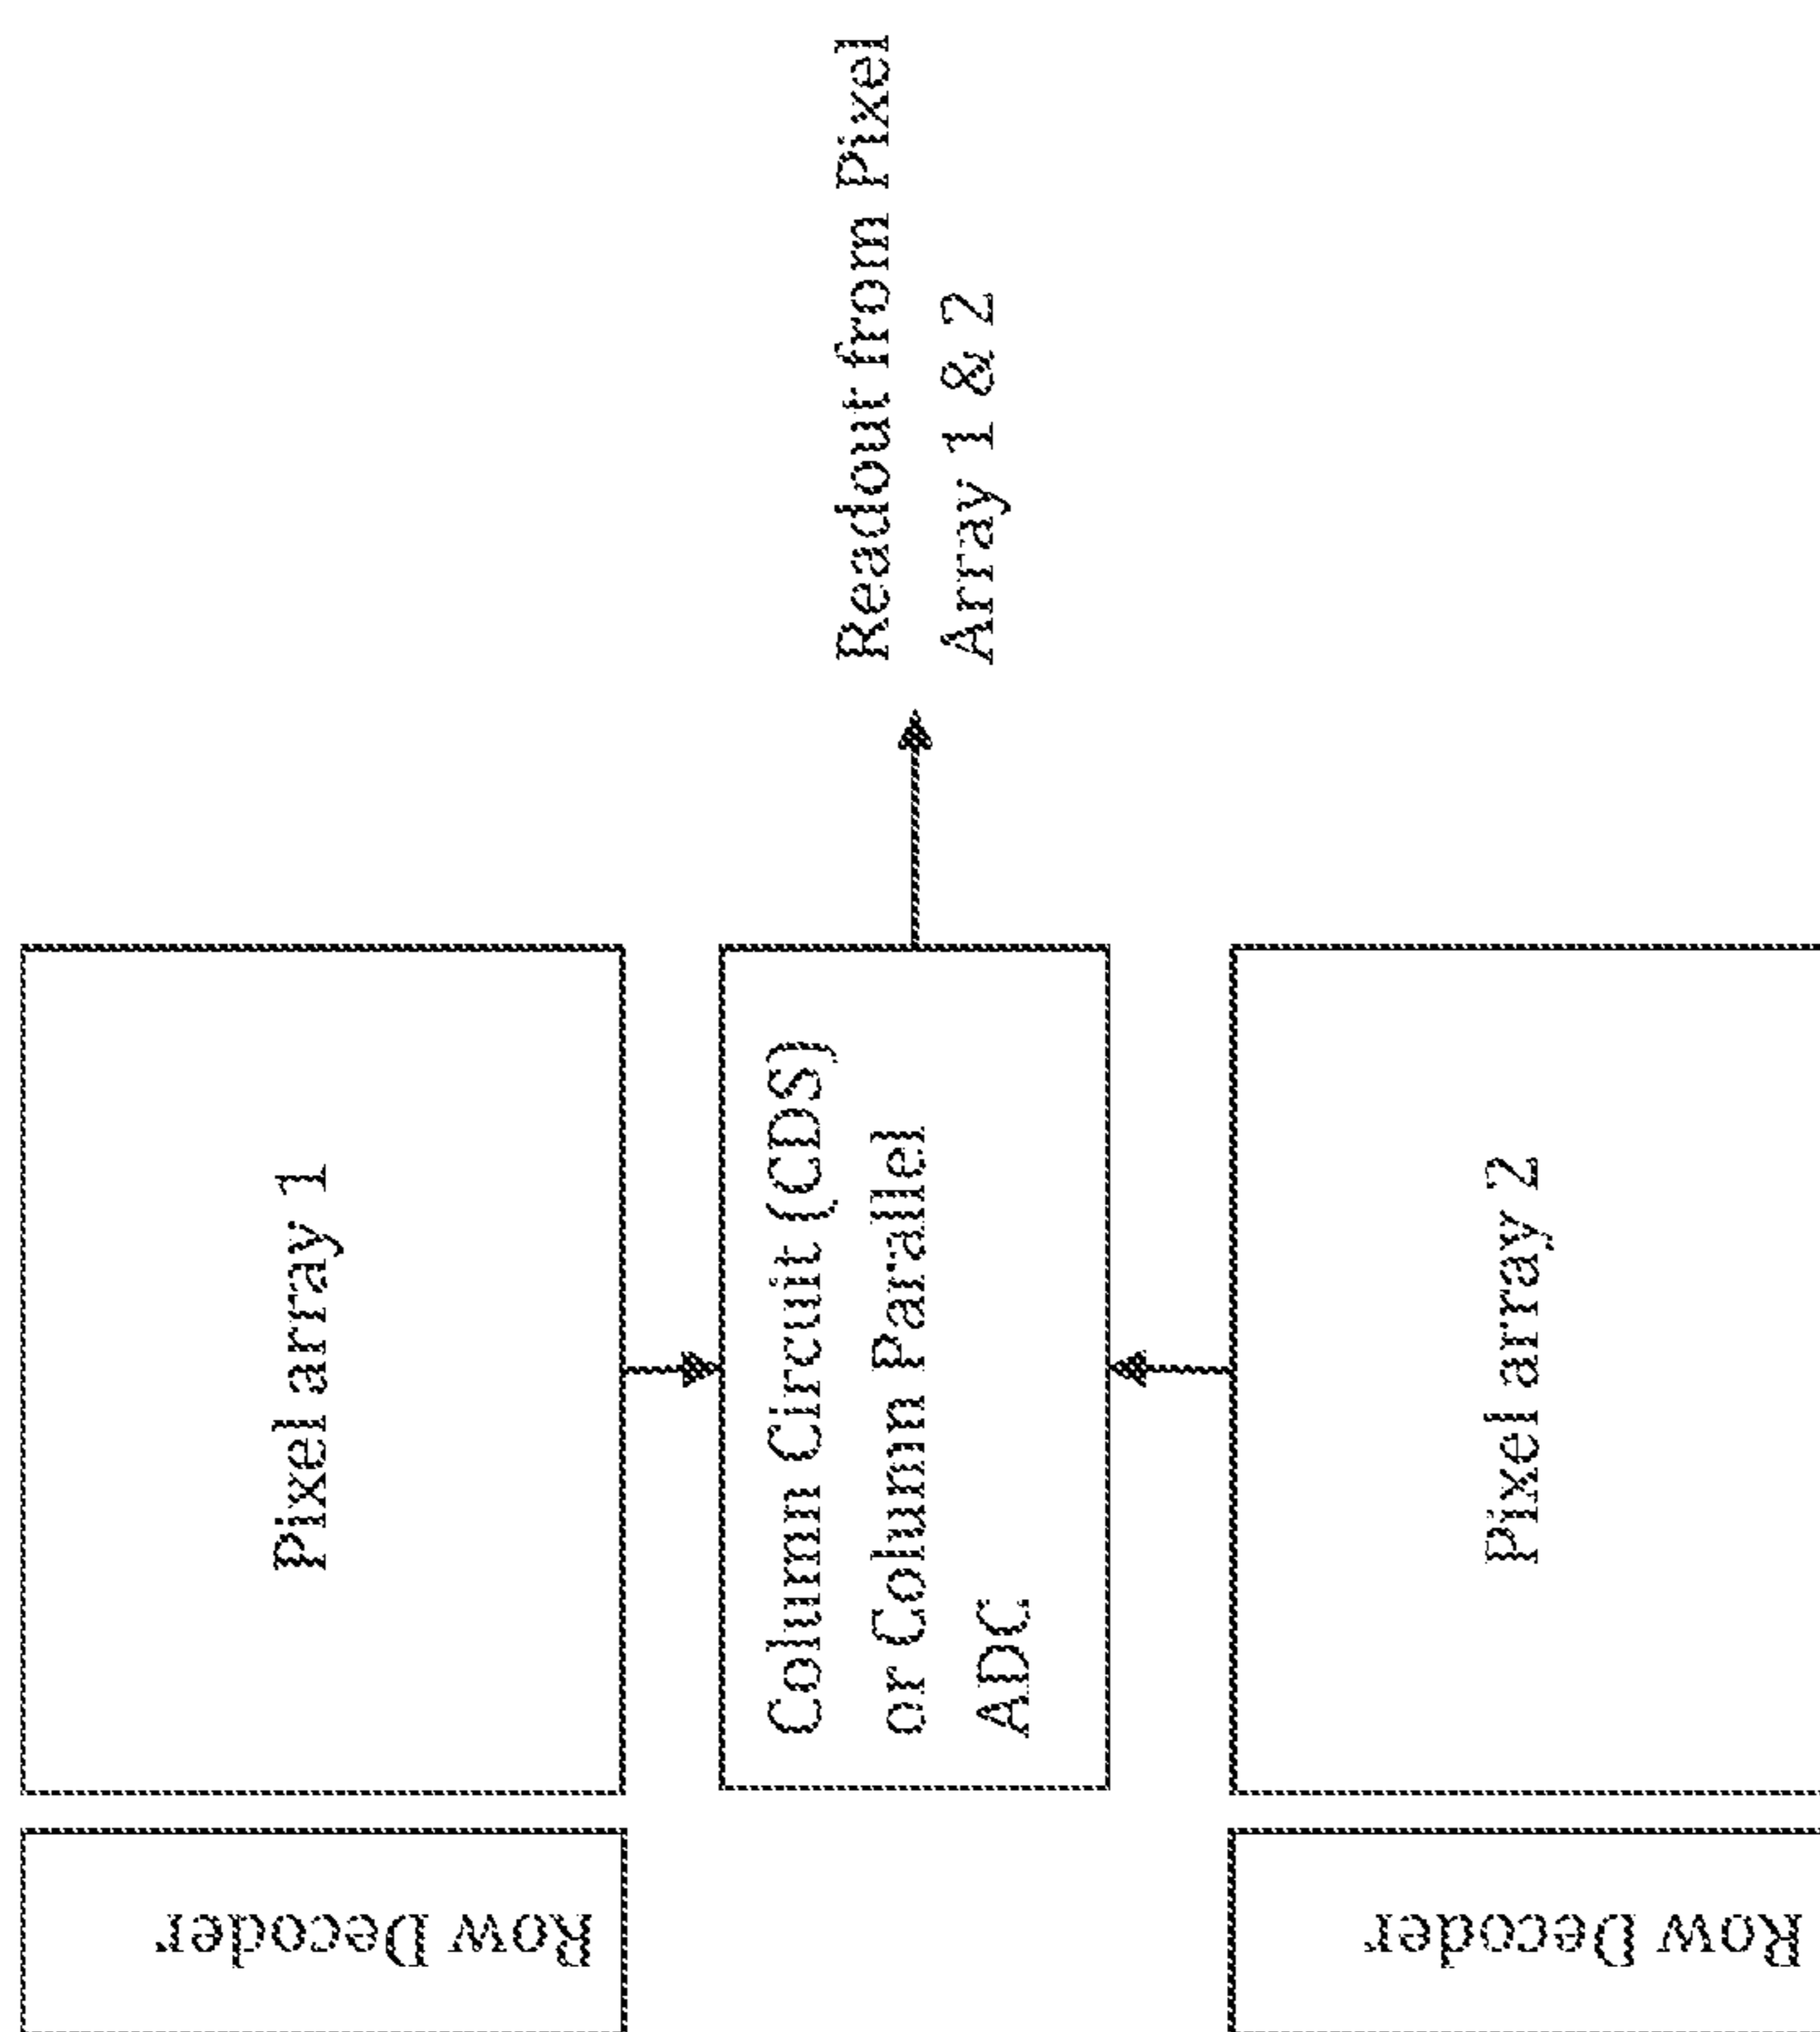 Row Decoder
Pixel array 1
Column Circuit (CDS)
or Column Parallel
ADC
Readout from Pixel
Array 1 & 2
Row Decoder
Pixel array 2